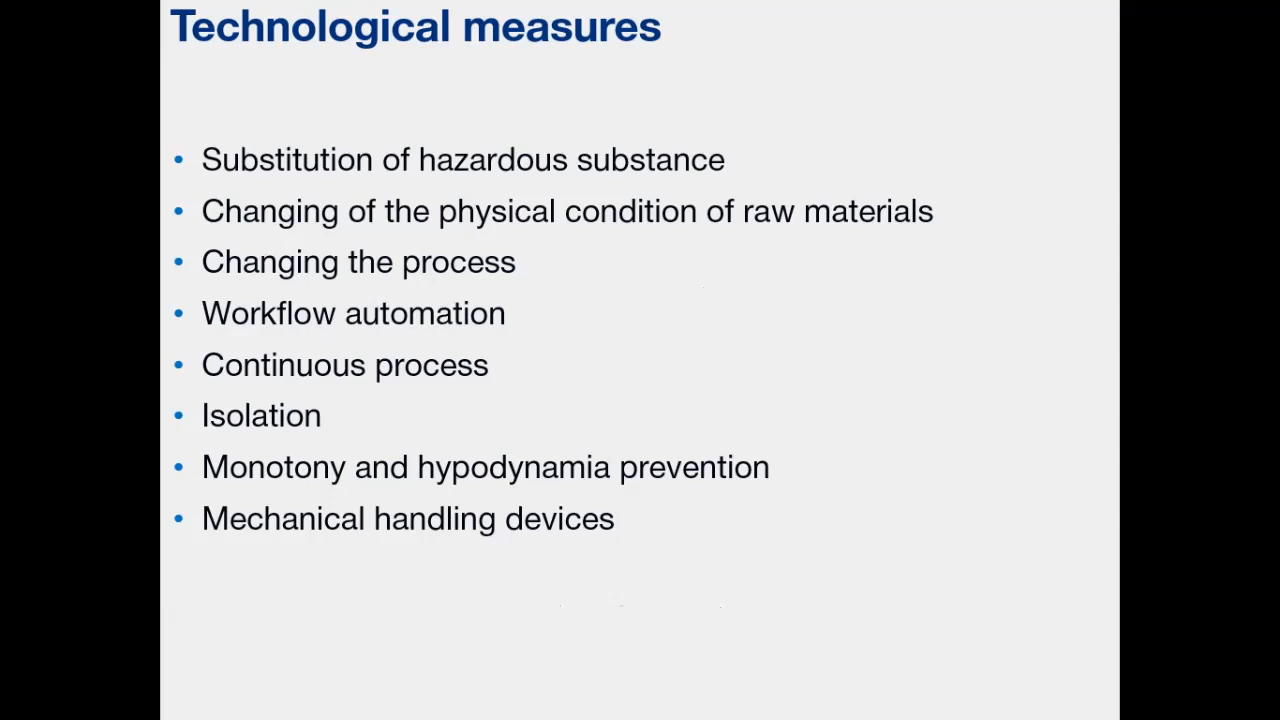 Technological measures
• Substitution of hazardous substance
• Changing of the physical condition of raw materials
• Changing the process
• Workflow automation
• Continuous process
• Isolation
• Monotony and hypodynamia prevention
• Mechanical handling devices